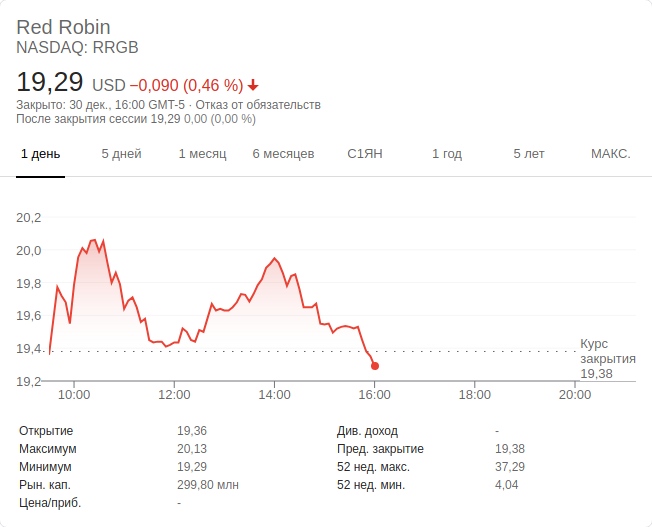 Red Robin
NASDAQ: RRGB
19,29 USD −0,090 (0,46 %)
Закрыто: 30 дек., 16:00 GMT-5 · Отказ от обязательств
После закрытия сессии 19,29 0,00 (0,00 %)
1 день 5 дней 1 месяц 6 месяцев С1ЯН 1 год 5 лет МАКС.
20,2
20,0
19,8
19,6
19,4
19,2
Курс
закрытия
19,38
10:00 12:00 14:00 16:00 18:00 20:00
Открытие 19,36 Див. доход -
Максимум 20,13 Пред. закрытие 19,38
Минимум 19,29 52 нед. макс. 37,29
Рын. кап. 299,80 млн 52 нед. мин. 4,04
Цена/приб. -